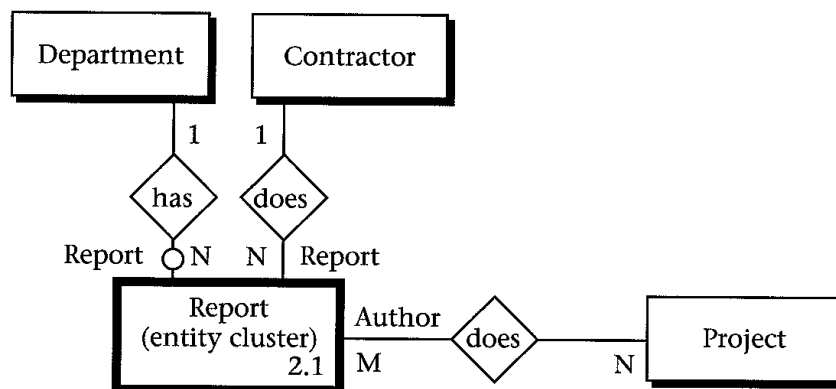 Department
Contractor
1
1
has
does
Report
N
N
Report
Report
(entity cluster)
2.1
Author
M
does
N
Project